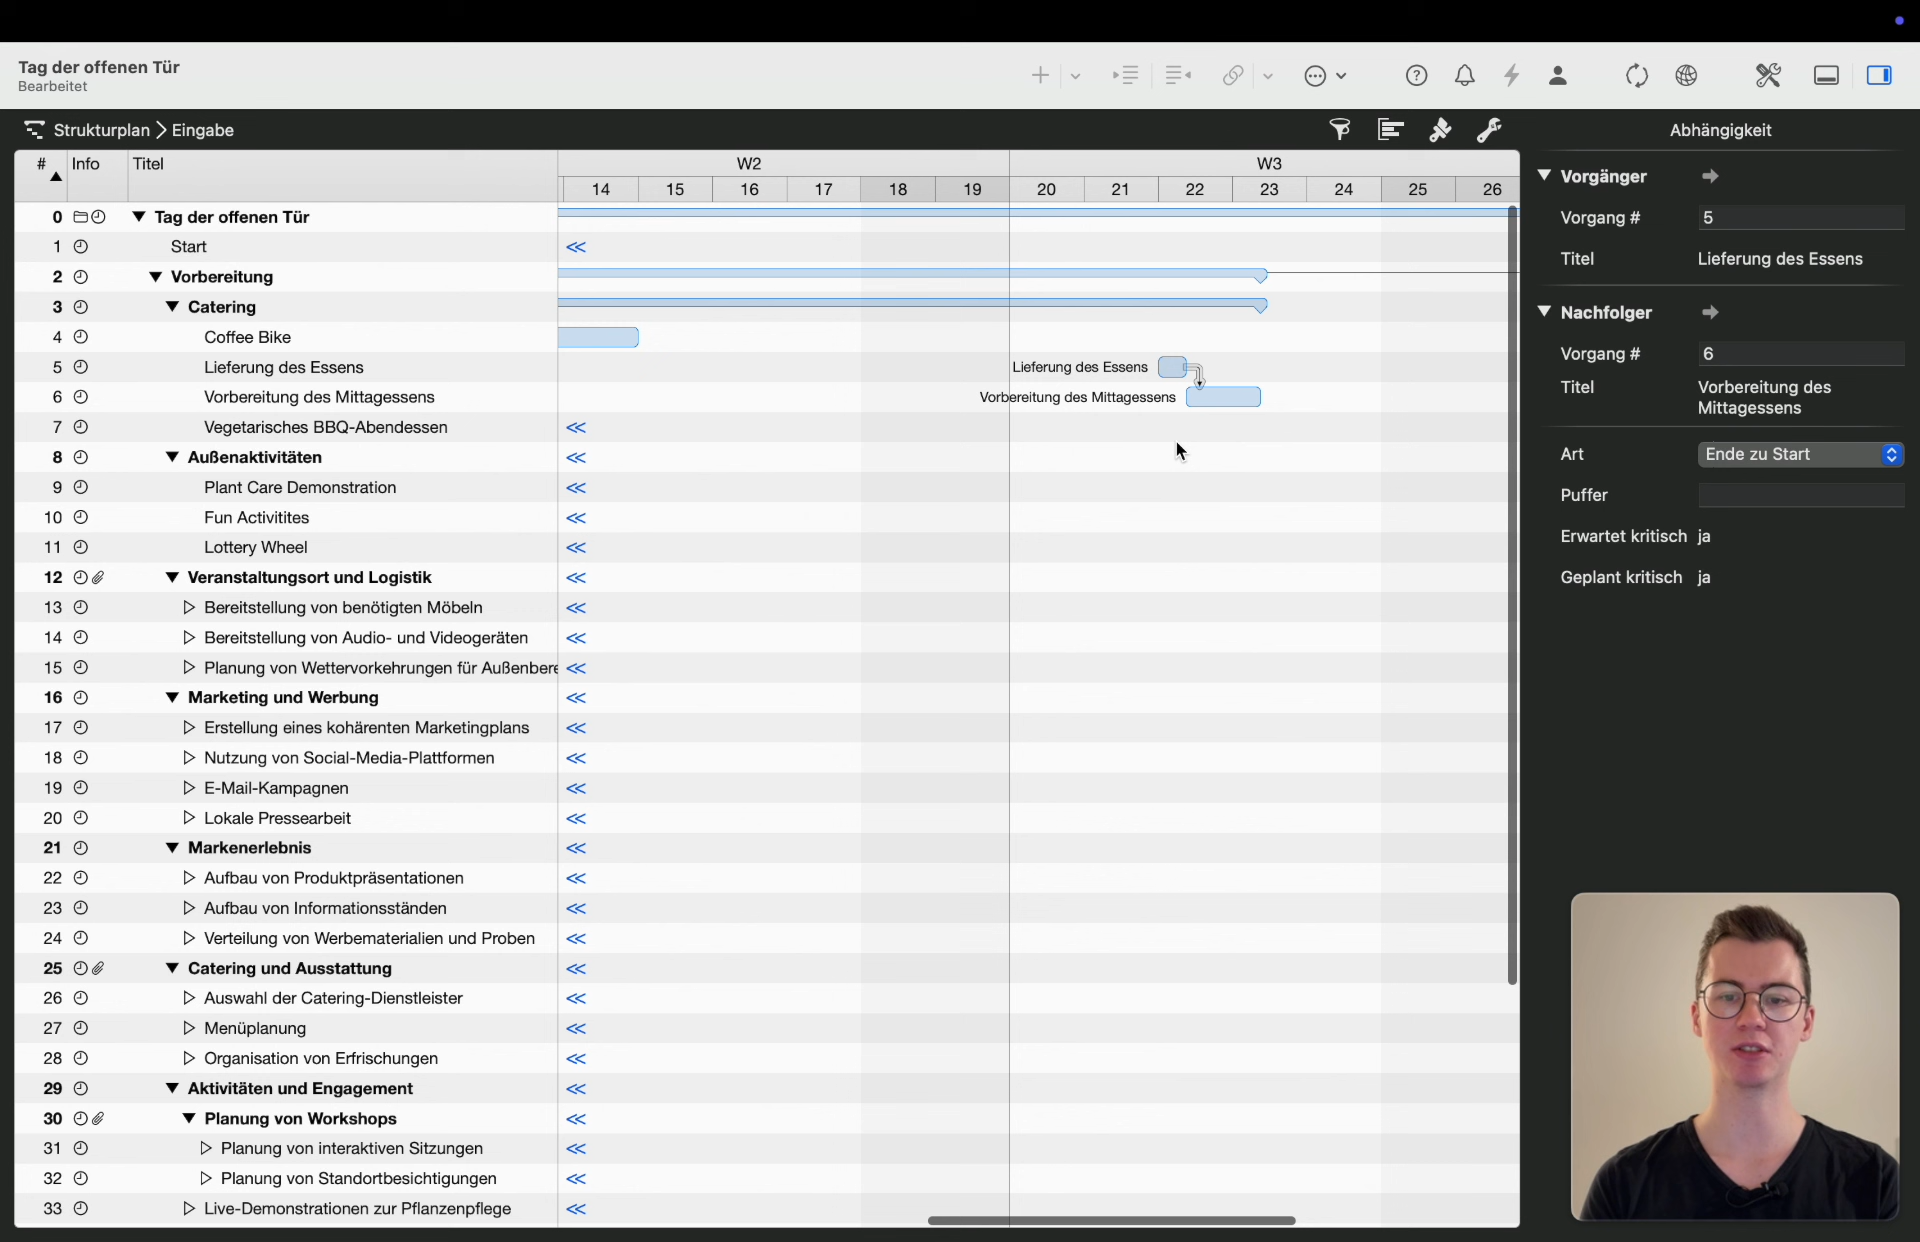 Tag der offenen Tür
Bearbeitet
Strukturplan > Eingabe
# Info Titel
W2 W3
14 15 16 17 18 19 20 21 22 23 24 25 26
0 Tag der offenen Tür
1 Start
2 Vorbereitung
3 Catering
4 Coffee Bike
5 Lieferung des Essens Lieferung des Essens
6 Vorbereitung des Mittagessens Vorbereitung des Mittagessens
7 Vegetarisches BBQ-Abendessen
8 Außenaktivitäten
9 Plant Care Demonstration
10 Fun Activitites
11 Lottery Wheel
12 Veranstaltungsort und Logistik
13 Bereitstellung von benötigten Möbeln
14 Bereitstellung von Audio- und Videogeräten
15 Planung von Wettervorkehrungen für Außenbere
16 Marketing und Werbung
17 Erstellung eines kohärenten Marketingplans
18 Nutzung von Social-Media-Plattformen
19 E-Mail-Kampagnen
20 Lokale Pressearbeit
21 Markenerlebnis
22 Aufbau von Produktpräsentationen
23 Aufbau von Informationsständen
24 Verteilung von Werbematerialien und Proben
25 Catering und Ausstattung
26 Auswahl der Catering-Dienstleister
27 Menüplanung
28 Organisation von Erfrischungen
29 Aktivitäten und Engagement
30 Planung von Workshops
31 Planung von interaktiven Sitzungen
32 Planung von Standortbesichtigungen
33 Live-Demonstrationen zur Pflanzenpflege
Abhängigkeit
Vorgänger
Vorgang # 5
Titel Lieferung des Essens
Nachfolger
Vorgang # 6
Titel Vorbereitung des
Mittagessens
Art Ende zu Start
Puffer
Erwartet kritisch ja
Geplant kritisch ja